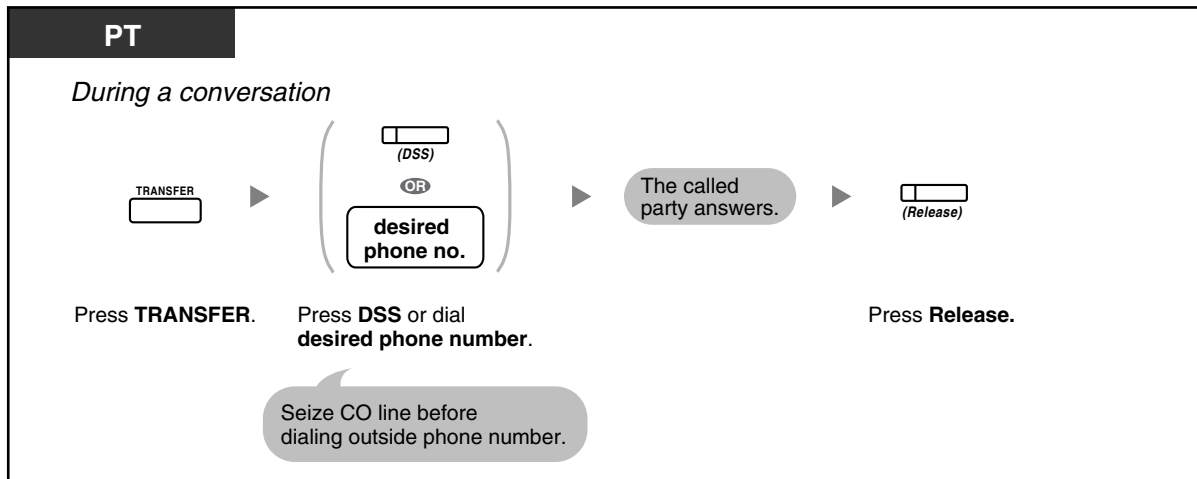 PT
During a conversation
TRANSFER
(DSS)
OR
desired
phone no.
The called
party answers.
(Release)
Press TRANSFER.
Press DSS or dial
desired phone number.
Press Release.
Seize CO line before
dialing outside phone number.